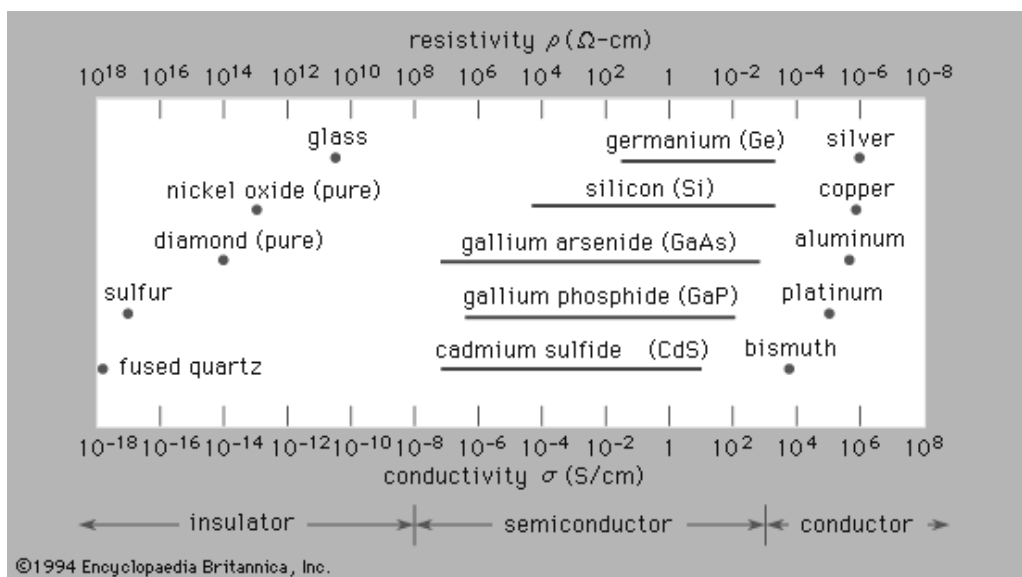 resistivity ρ (Ω-cm)
10¹⁸ 10¹⁶ 10¹⁴ 10¹² 10¹⁰ 10⁸ 10⁶ 10⁴ 10² 1 10⁻² 10⁻⁴ 10⁻⁶ 10⁻⁸
glass germanium (Ge) silver
nickel oxide (pure) silicon (Si) copper
diamond (pure) gallium arsenide (GaAs) aluminum
sulfur gallium phosphide (GaP) platinum
fused quartz cadmium sulfide (CdS) bismuth
10⁻¹⁸ 10⁻¹⁶ 10⁻¹⁴ 10⁻¹² 10⁻¹⁰ 10⁻⁸ 10⁻⁶ 10⁻⁴ 10⁻² 1 10² 10⁴ 10⁶ 10⁸
conductivity σ (S/cm)
insulator semiconductor conductor
©1994 Encyclopaedia Britannica, Inc.